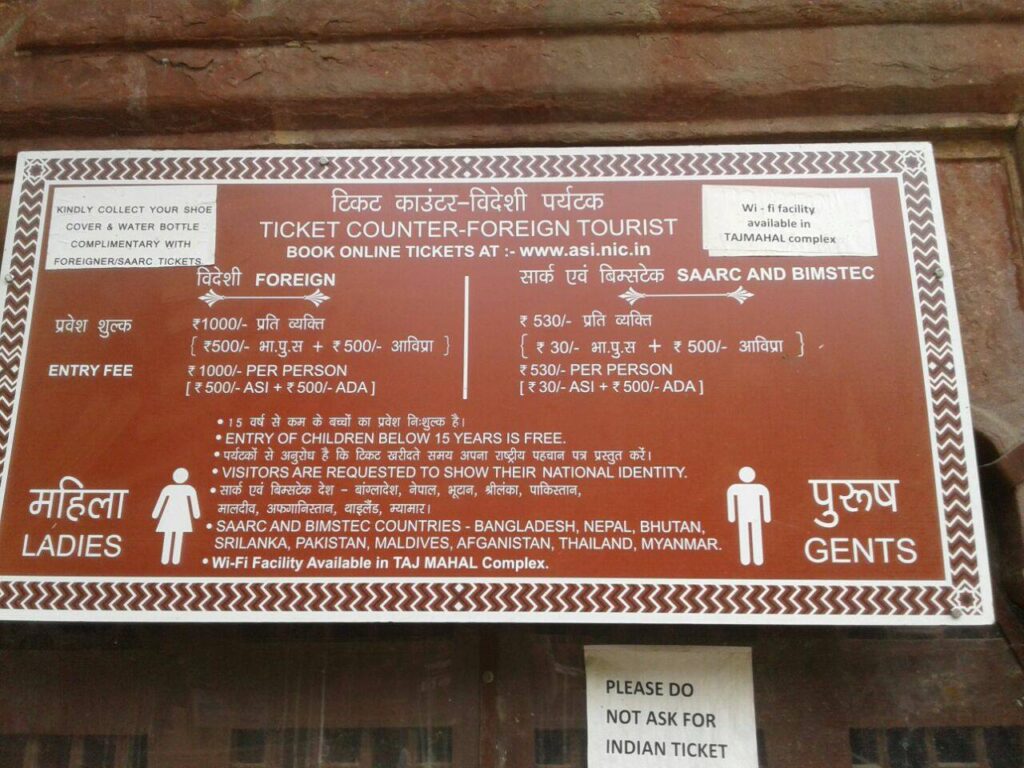 KINDLY COLLECT YOUR SHOE
COVER & WATER BOTTLE
COMPLIMENTARY WITH
FOREIGNER/SAARC TICKETS.
टिकट काउंटर-विदेशी पर्यटक
TICKET COUNTER-FOREIGN TOURIST
BOOK ONLINE TICKETS AT :- www.asi.nic.in
Wi - fi facility
available in
TAJMAHAL complex
विदेशी FOREIGN
सार्क एवं बिम्सटेक SAARC AND BIMSTEC
प्रवेश शुल्क
₹1000/- प्रति व्यक्ति
{ ₹500/- भा.पु.स + ₹ 500/- आविप्रा }
₹ 530/- प्रति व्यक्ति
{ ₹ 30/- भा.पु.स + ₹ 500/- आविप्रा }
ENTRY FEE
₹1000/- PER PERSON
[ ₹ 500/- ASI + ₹ 500/- ADA ]
₹530/- PER PERSON
[ ₹ 30/- ASI + ₹ 500/- ADA ]
• 15 वर्ष से कम के बच्चों का प्रवेश निःशुल्क है।
• ENTRY OF CHILDREN BELOW 15 YEARS IS FREE.
• पर्यटकों से अनुरोध है कि टिकट खरीदते समय अपना राष्ट्रीय पहचान पत्र प्रस्तुत करें।
• VISITORS ARE REQUESTED TO SHOW THEIR NATIONAL IDENTITY.
• सार्क एवं बिम्सटेक देश - बांग्लादेश, नेपाल, भूटान, श्रीलंका, पाकिस्तान,
मालदीव, अफगानिस्तान, थाइलैंड, म्यामार।
• SAARC AND BIMSTEC COUNTRIES - BANGLADESH, NEPAL, BHUTAN,
SRILANKA, PAKISTAN, MALDIVES, AFGANISTAN, THAILAND, MYANMAR.
• Wi-Fi Facility Available in TAJ MAHAL Complex.
महिला
LADIES
पुरूष
GENTS
PLEASE DO
NOT ASK FOR
INDIAN TICKET